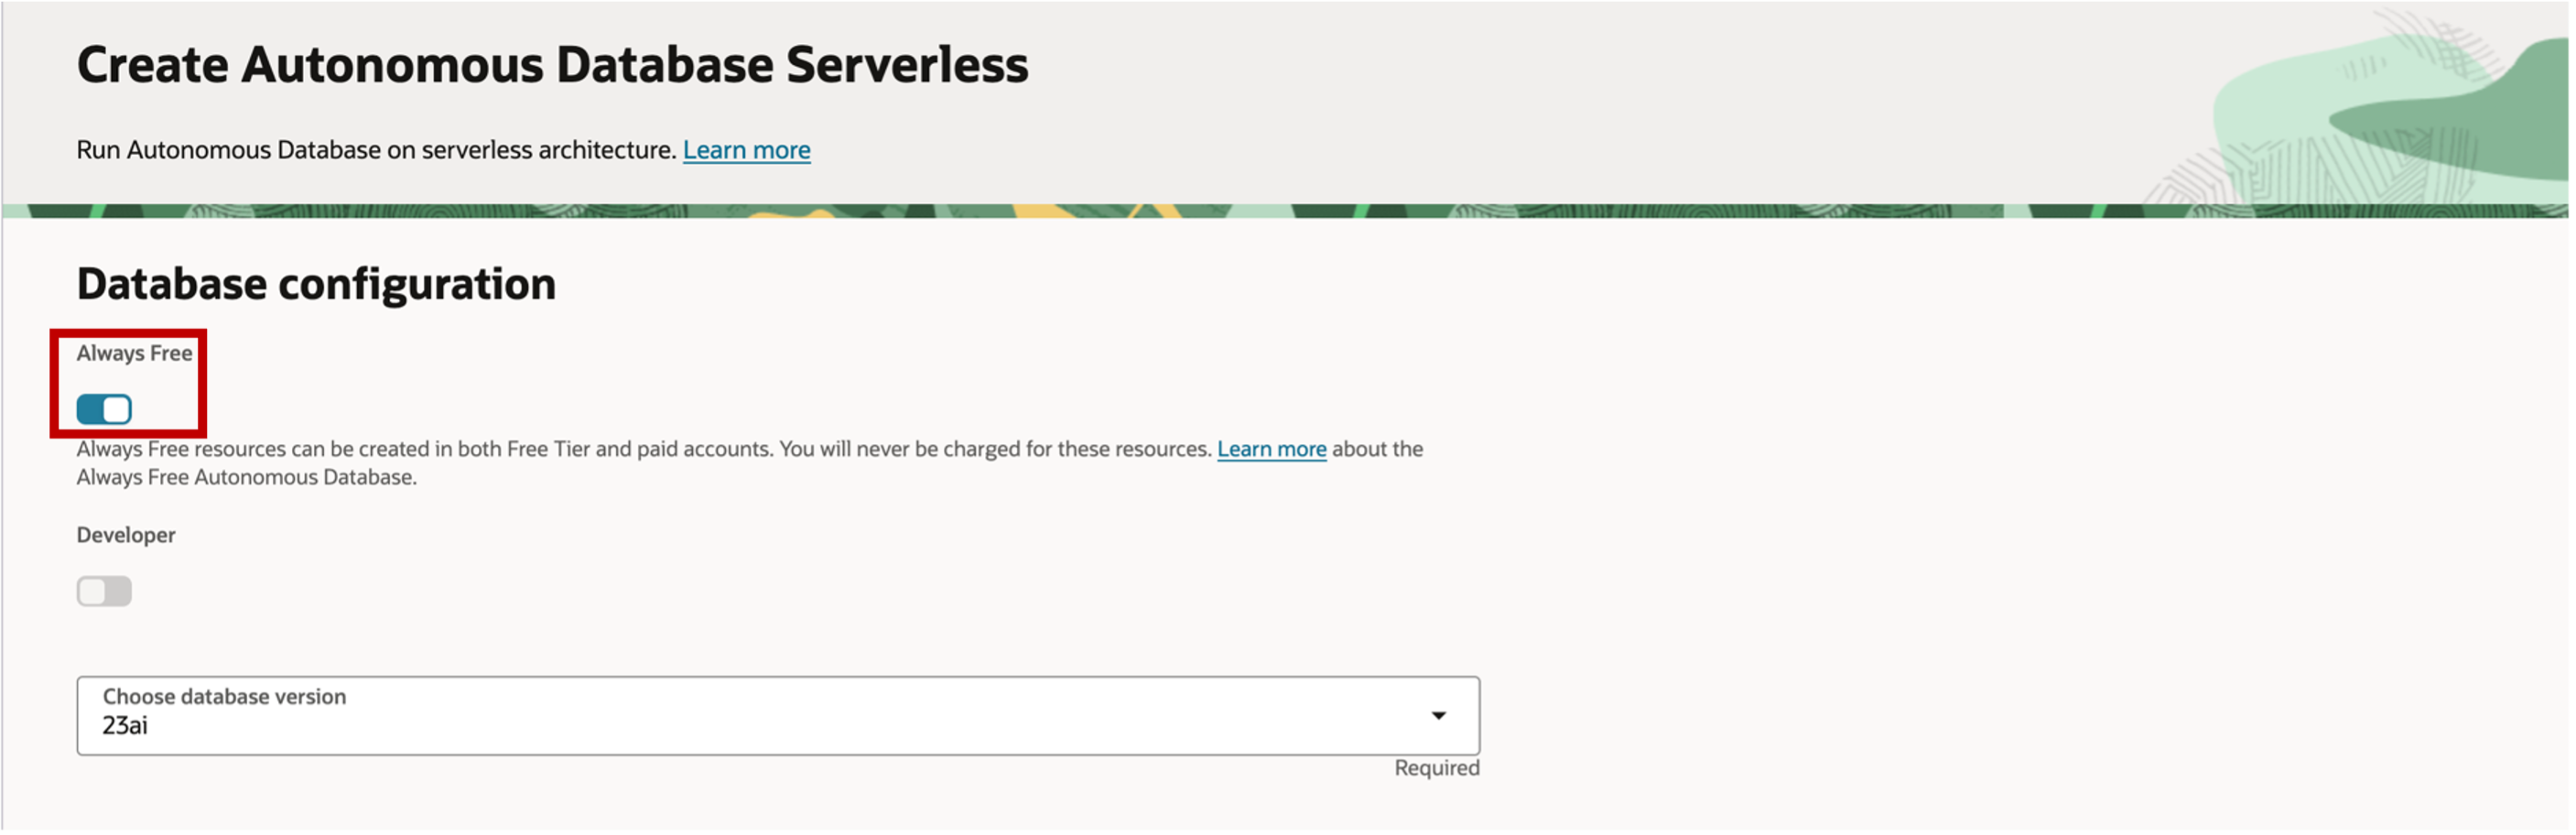 Create Autonomous Database Serverless
Run Autonomous Database on serverless architecture. Learn more
Database configuration
Always Free
Always Free resources can be created in both Free Tier and paid accounts. You will never be charged for these resources. Learn more about the
Always Free Autonomous Database.
Developer
Choose database version
23ai
Required